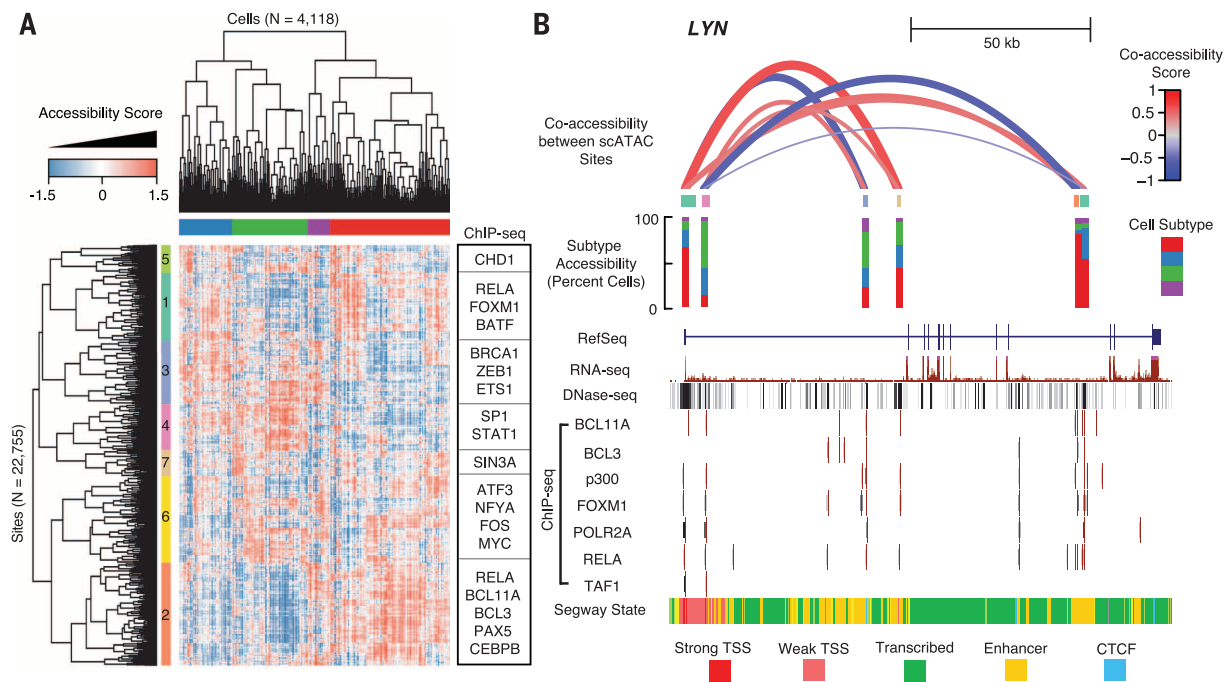 A
Cells (N = 4,118)
Accessibility Score
-1.5 0 1.5
ChIP-seq
Sites (N = 22,755)
5
1
3
4
7
6
2
CHD1
RELA
FOXM1
BATF
BRCA1
ZEB1
ETS1
SP1
STAT1
SIN3A
ATF3
NFYA
FOS
MYC
RELA
BCL11A
BCL3
PAX5
CEBPB
B
LYN
50 kb
Co-accessibility
Score
1
0.5
0
−0.5
−1
Co-accessibility
between scATAC
Sites
100
0
Subtype
Accessibility
(Percent Cells)
Cell Subtype
RefSeq
RNA-seq
DNase-seq
ChIP-seq
BCL11A
BCL3
p300
FOXM1
POLR2A
RELA
TAF1
Segway State
Strong TSS Weak TSS Transcribed Enhancer CTCF